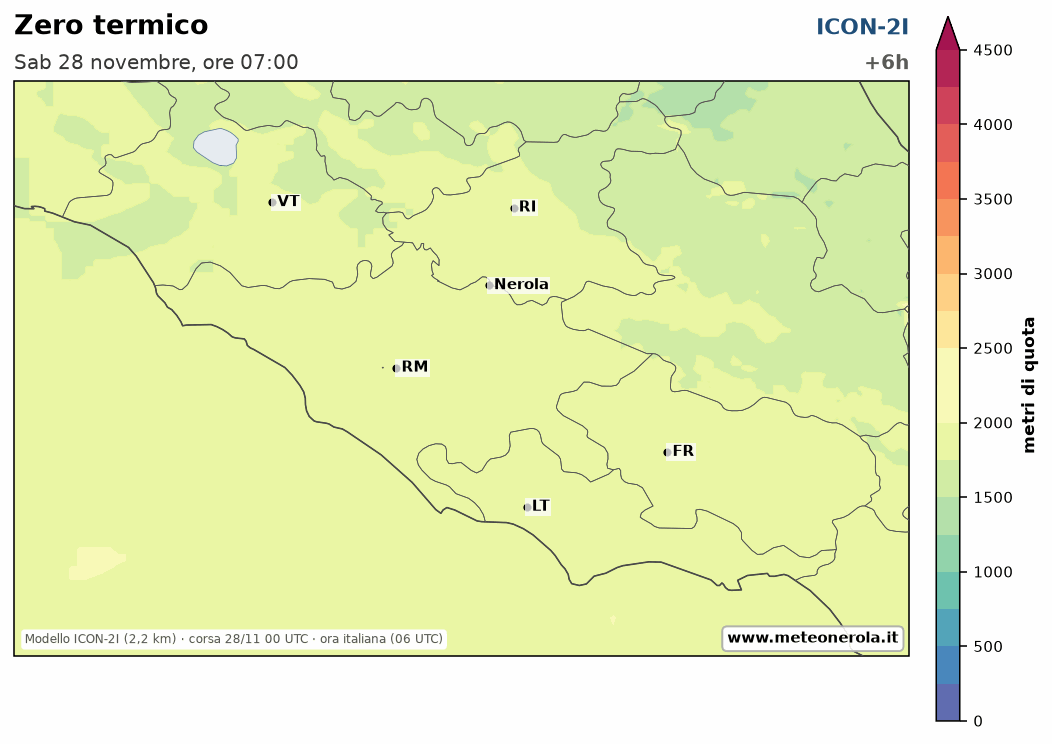 Zero termico
ICON-2I
Sab 28 novembre, ore 07:00
+6h
4500
4000
3500
3000
2500
2000
1500
1000
500
0
metri di quota
VT
RI
Nerola
RM
FR
LT
Modello ICON-2I (2,2 km) · corsa 28/11 00 UTC · ora italiana (06 UTC)
www.meteonerola.it